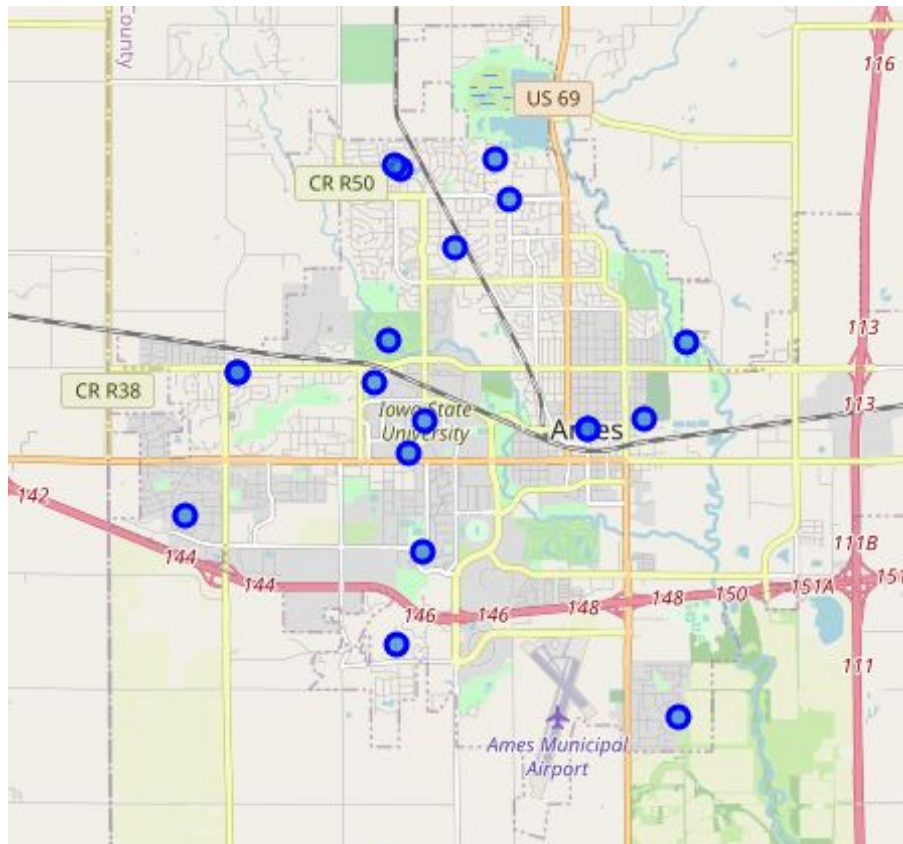 County
116
US 69
CR R50
113
CR R38
113
Iowa State
University
Ames
142
144
144
111B
151A
151
150
148
148
146
146
111
Ames Municipal
Airport